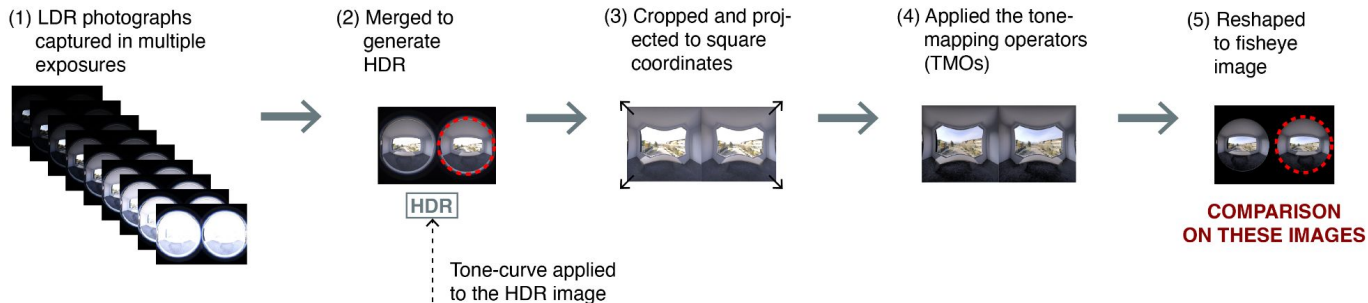 (1) LDR photographs
captured in multiple
exposures
(2) Merged to
generate
HDR
(3) Cropped and proj-
ected to square
coordinates
(4) Applied the tone-
mapping operators
(TMOs)
(5) Reshaped
to fisheye
image
HDR
COMPARISON
ON THESE IMAGES
Tone-curve applied
to the HDR image